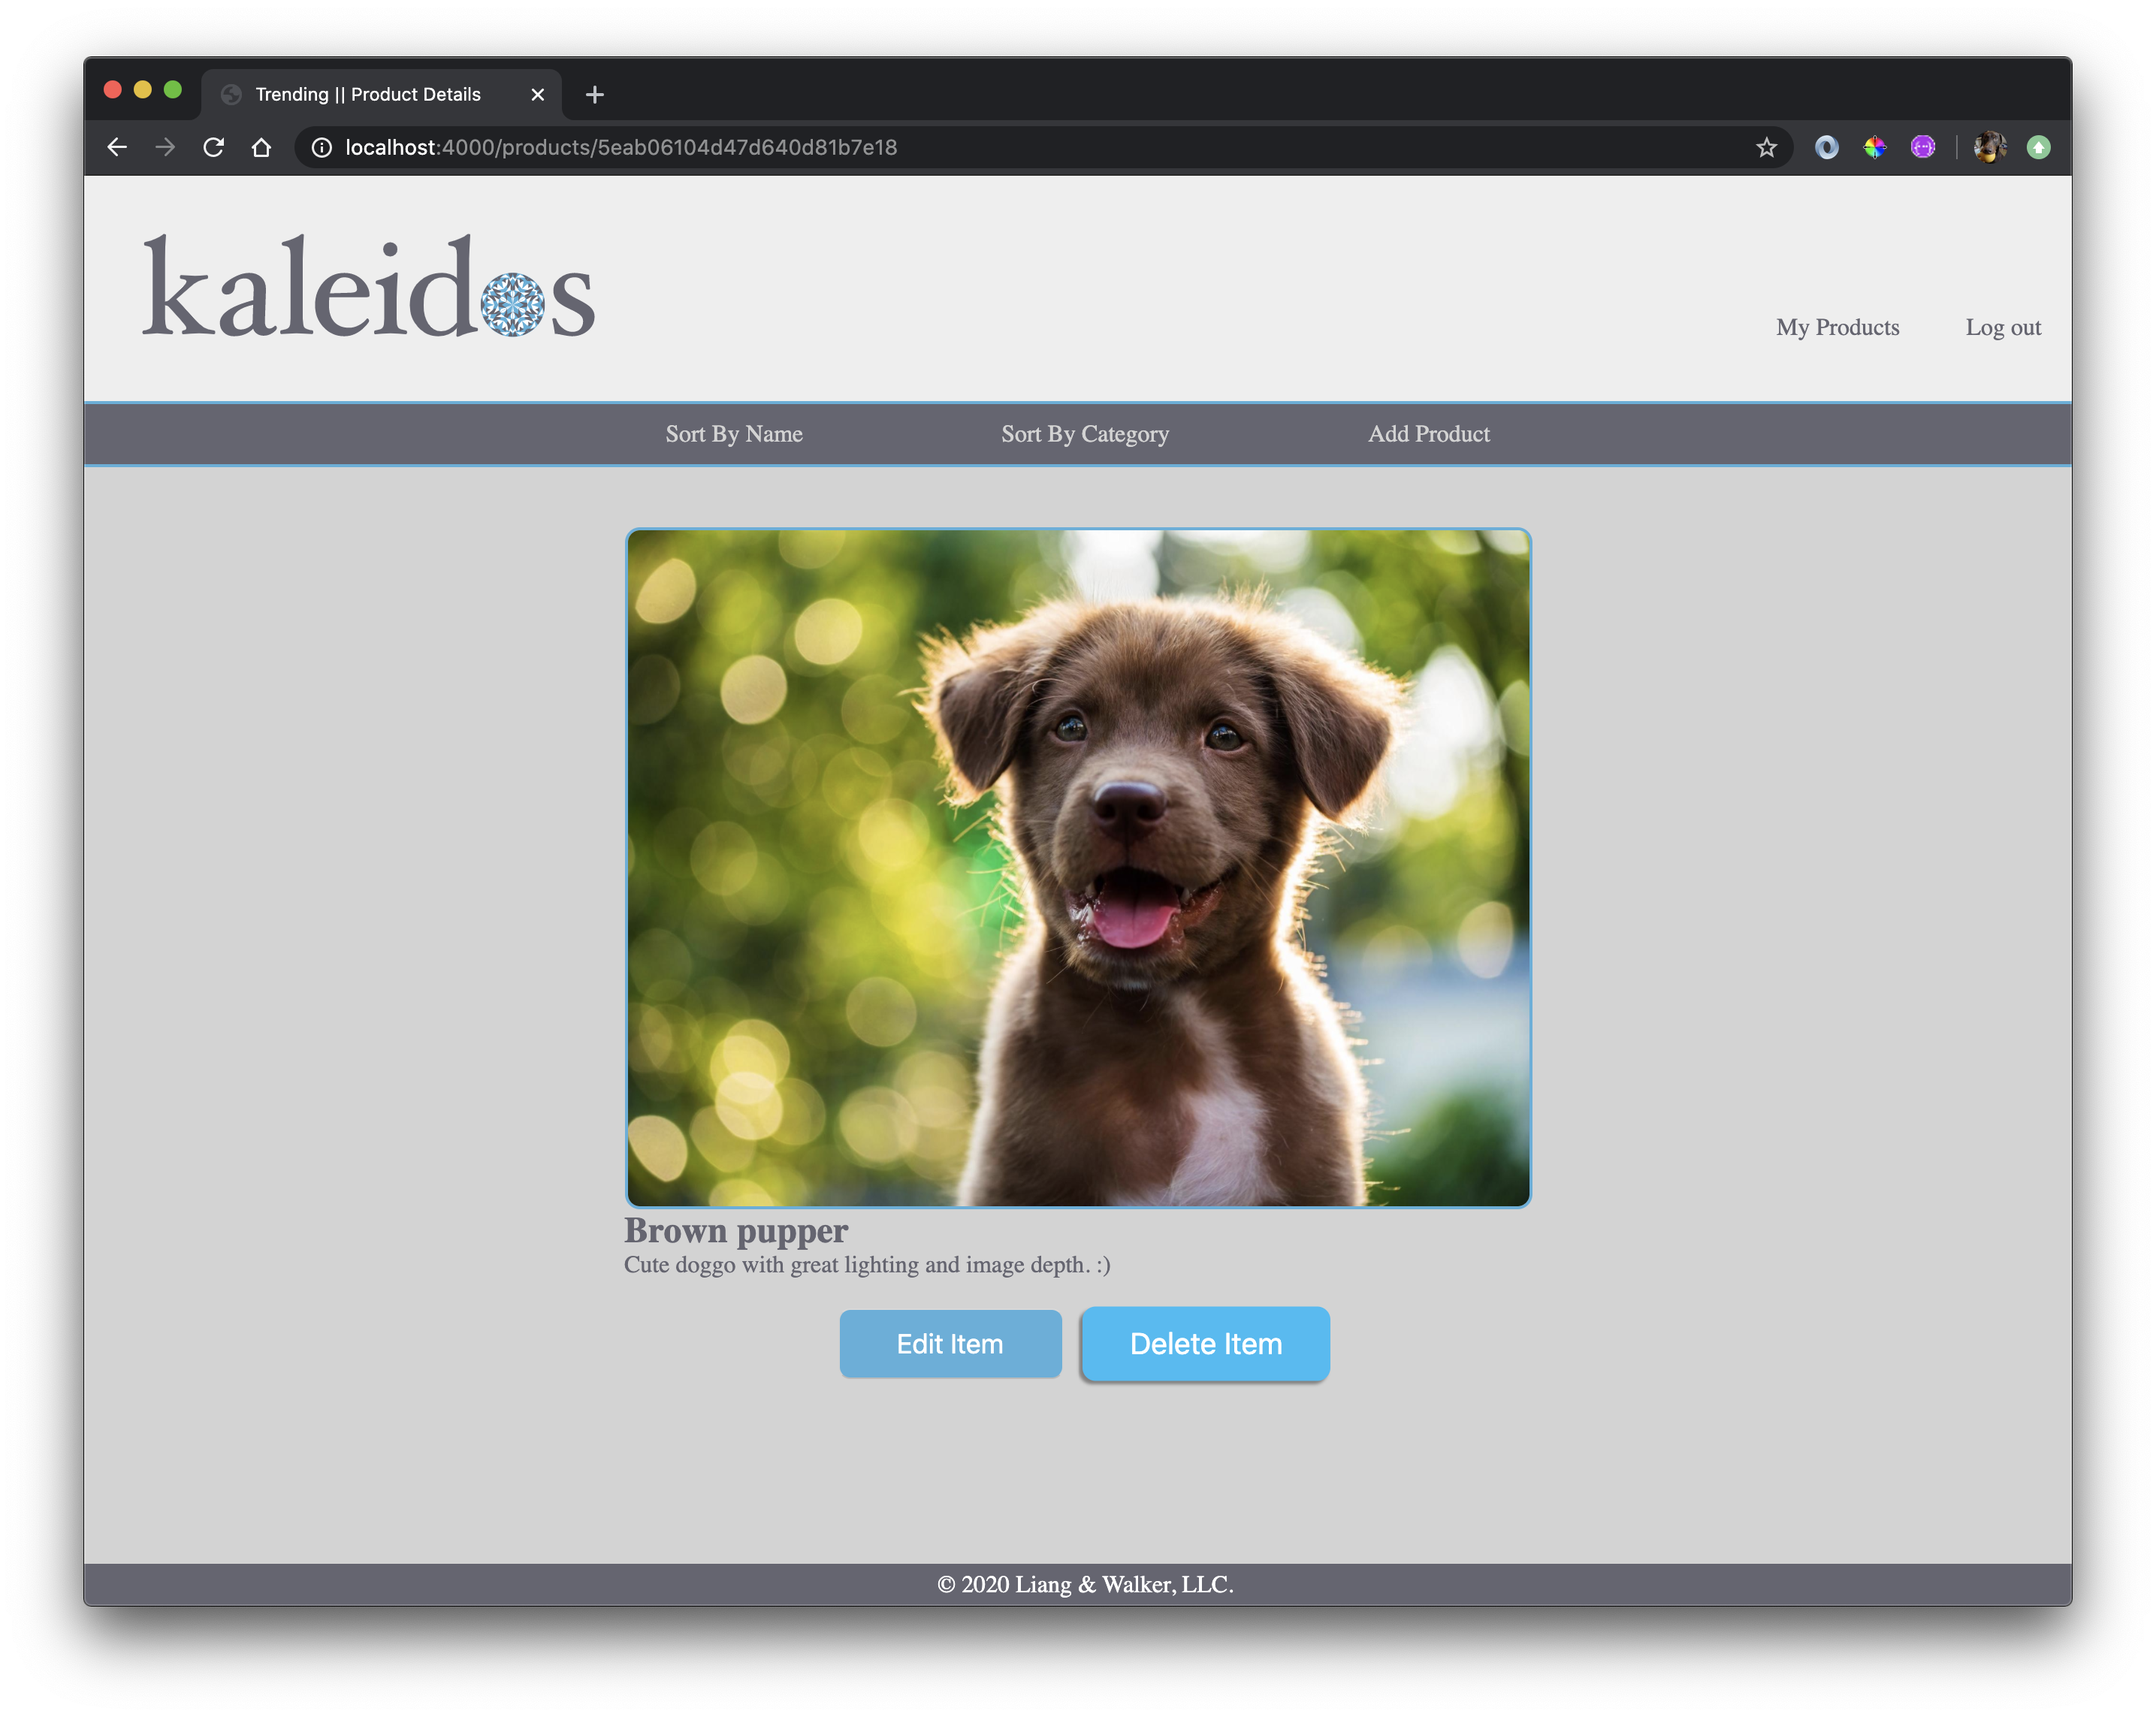 Trending || Product Details
localhost:4000/products/5eab06104d47d640d81b7e18
kaleidos
My Products Log out
Sort By Name Sort By Category Add Product
Brown pupper
Cute doggo with great lighting and image depth. :)
Edit Item Delete Item
© 2020 Liang & Walker, LLC.